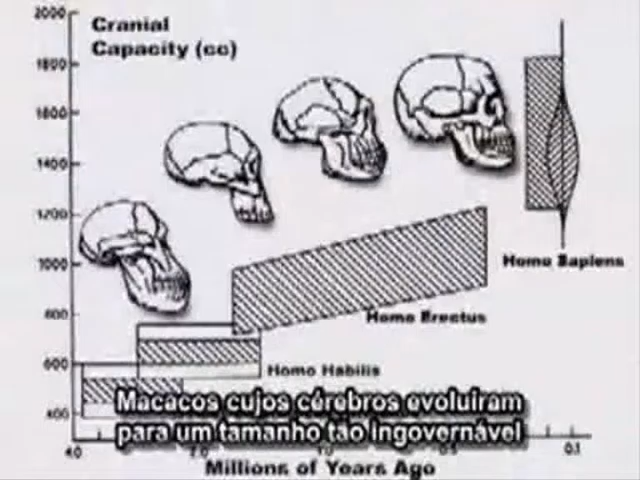 Cranial
Capacity (cc)
2000
1800
1600
1400
1200
1000
800
600
400
Homo Sapiens
Homo Erectus
Homo Habilis
Macacos cujos cérebros evoluíram
para um tamanho tão ingovernável
4.0
0.1
Millions of Years Ago